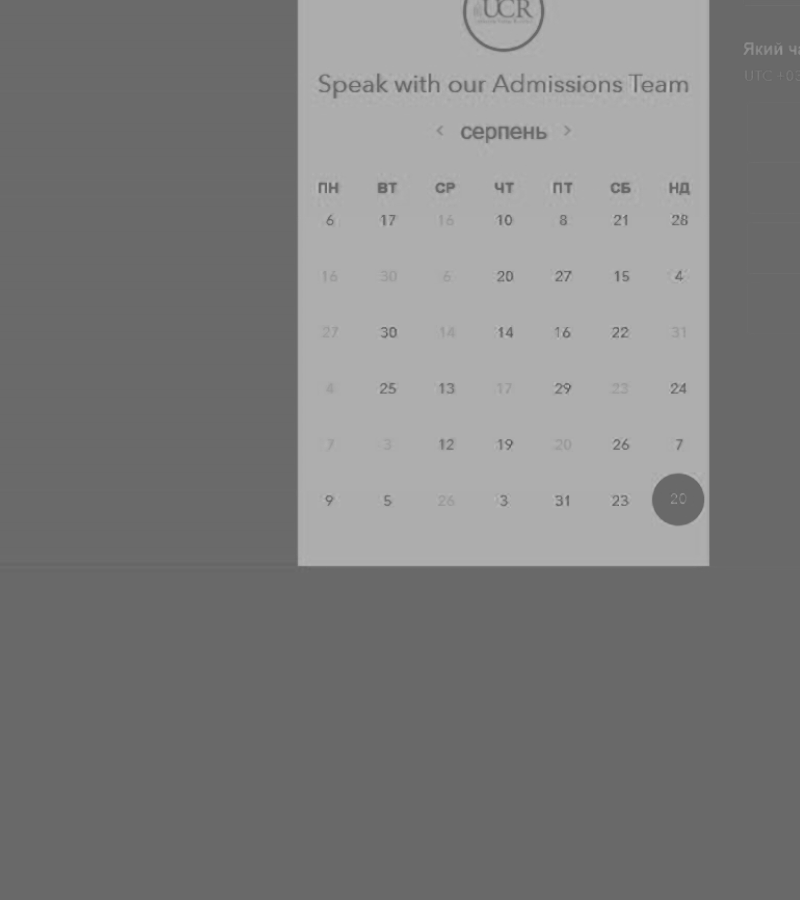 UCR
Speak with our Admissions Team
< серпень >
ПН ВТ СР ЧТ ПТ СБ НД
6 17 16 10 8 21 28
16 30 6 20 27 15 4
27 30 14 14 16 22 31
4 25 13 17 29 23 24
7 3 12 19 20 26 7
9 5 26 3 31 23 20
Який ча
UTC +03